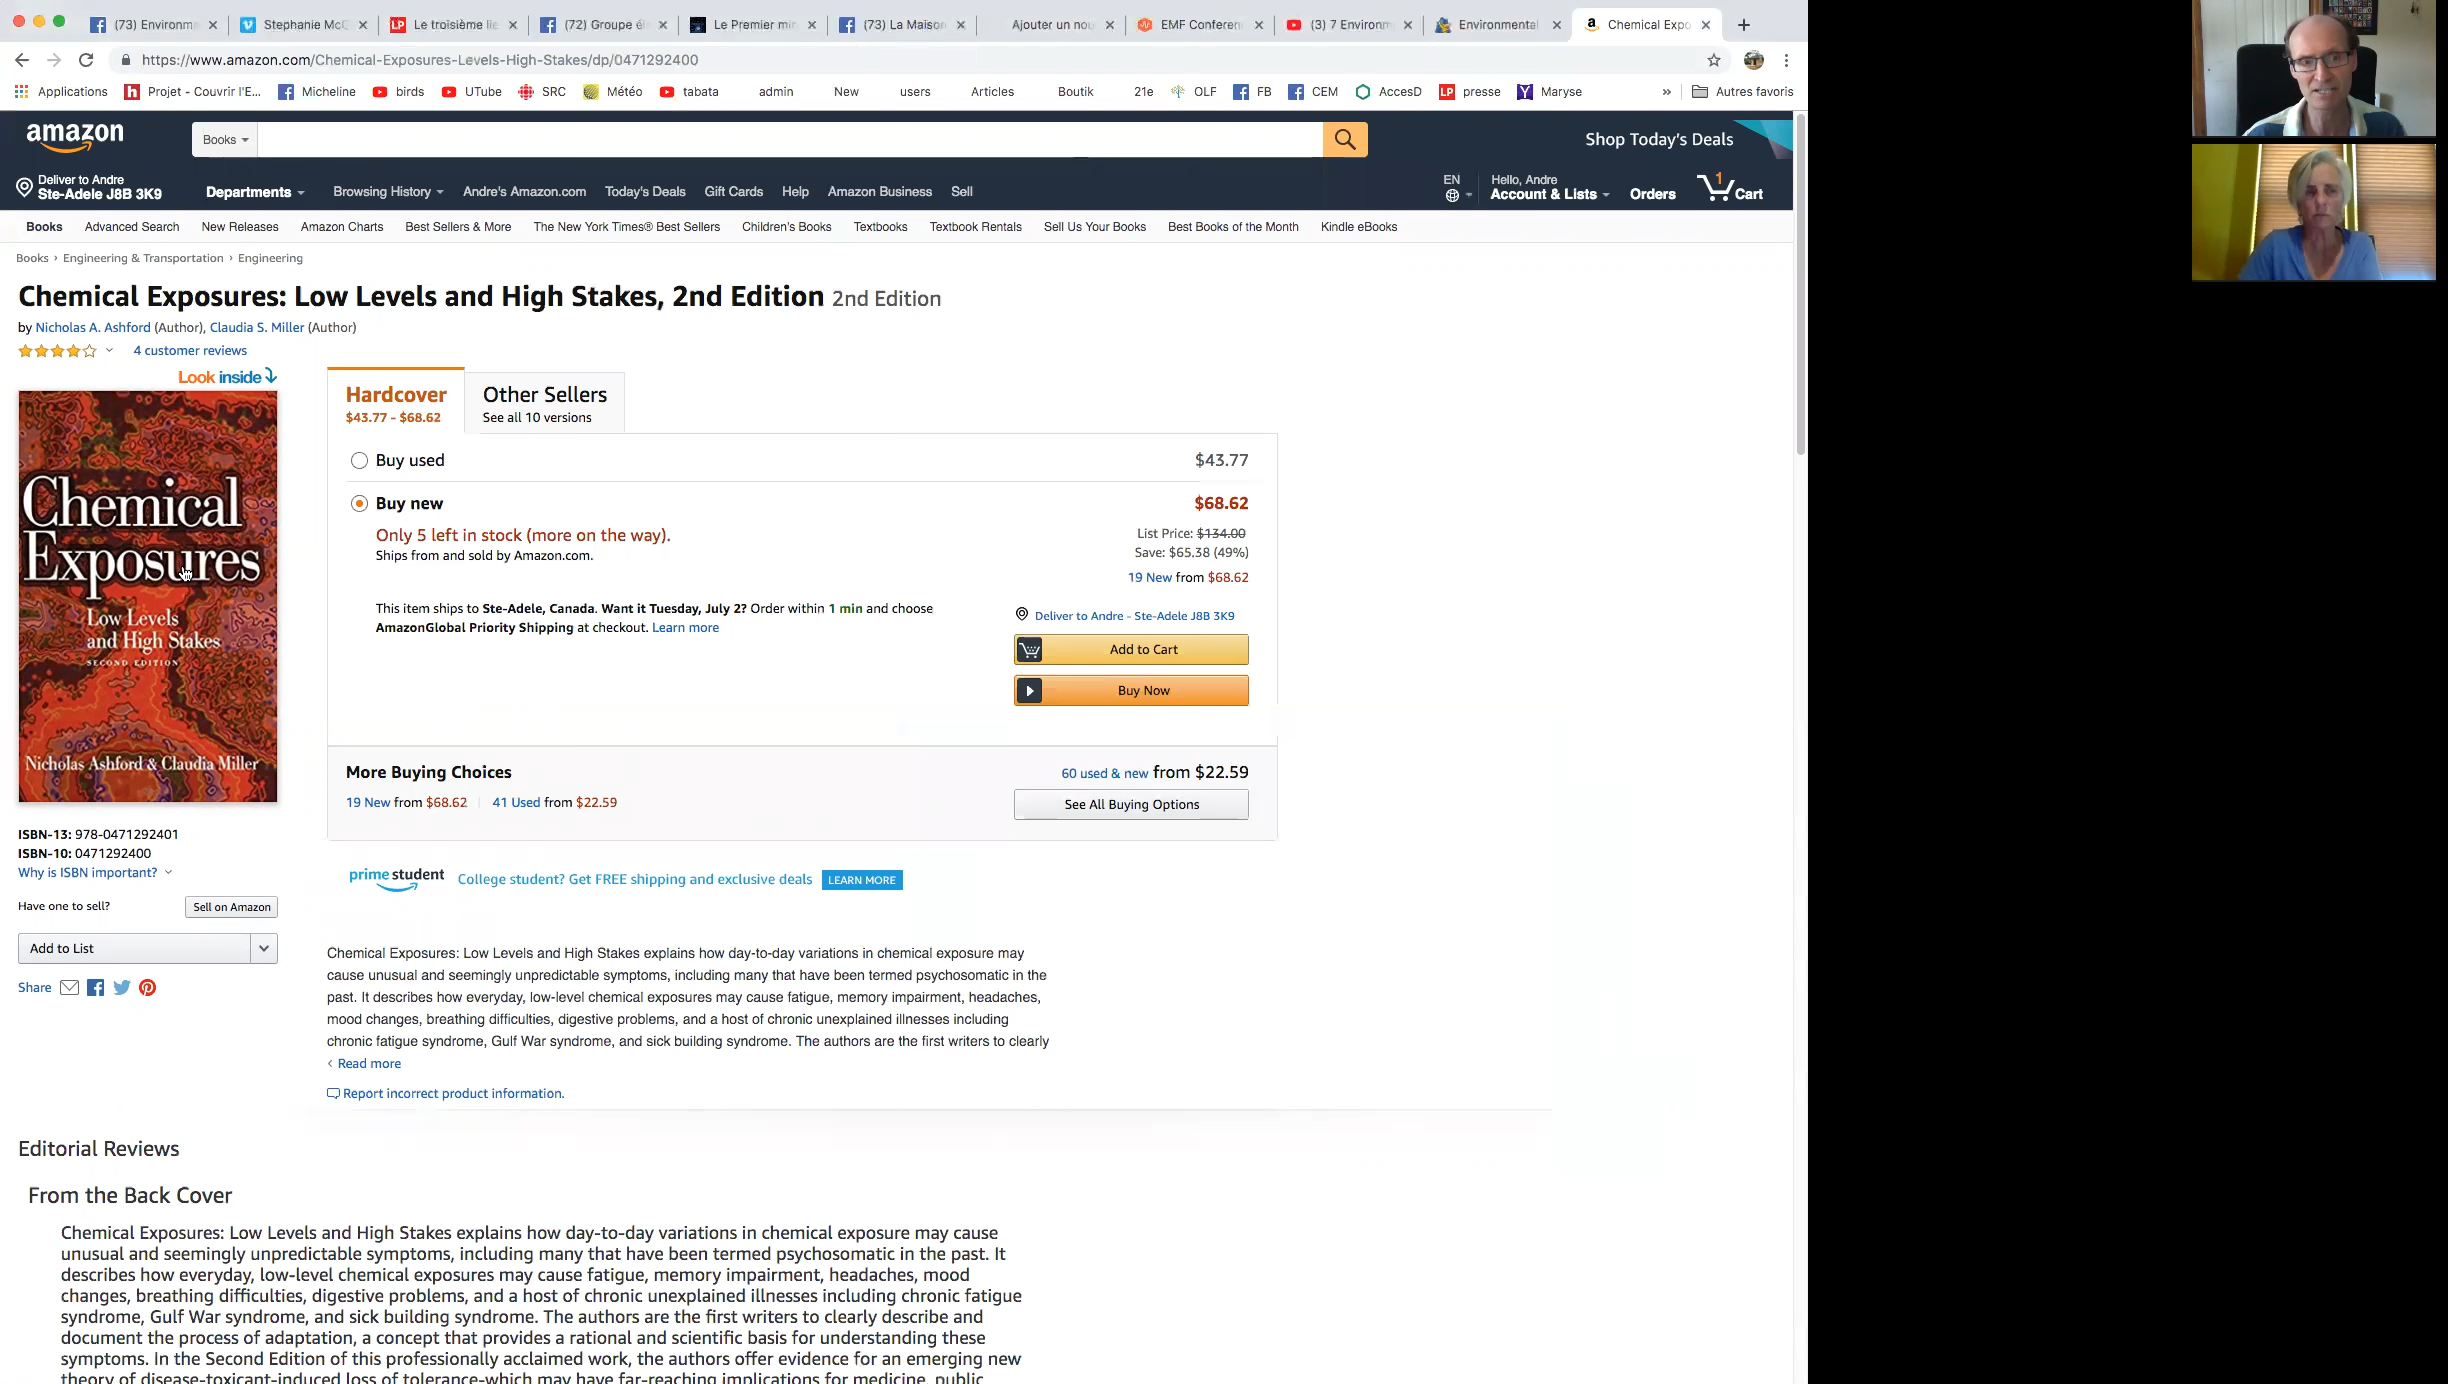 (73) Environm
Stephanie McC
Le troisième lie
(72) Groupe él
Le Premier min
(73) La Maison
Ajouter un nou
EMF Conferen
(3) 7 Environm
Environmental
Chemical Expo
https://www.amazon.com/Chemical-Exposures-Levels-High-Stakes/dp/0471292400
Applications
Projet - Couvrir l'E...
Micheline
birds
UTube
SRC
Météo
tabata
admin
New
users
Articles
Boutik
21e
OLF
FB
CEM
AccesD
LP presse
Maryse
»
Autres favoris
amazon
Books
Shop Today's Deals
Deliver to Andre
Ste-Adele J8B 3K9
Departments
Browsing History
Andre's Amazon.com
Today's Deals
Gift Cards
Help
Amazon Business
Sell
EN
Hello, Andre
Account & Lists
Orders
1
Cart
Books
Advanced Search
New Releases
Amazon Charts
Best Sellers & More
The New York Times® Best Sellers
Children's Books
Textbooks
Textbook Rentals
Sell Us Your Books
Best Books of the Month
Kindle eBooks
Books › Engineering & Transportation › Engineering
Chemical Exposures: Low Levels and High Stakes, 2nd Edition 2nd Edition
by Nicholas A. Ashford (Author), Claudia S. Miller (Author)
4 customer reviews
Look inside
Chemical
Exposures
Low Levels
and High Stakes
SECOND EDITION
Nicholas Ashford & Claudia Miller
ISBN-13: 978-0471292401
ISBN-10: 0471292400
Why is ISBN important?
Have one to sell?
Sell on Amazon
Add to List
Share
Hardcover
$43.77 - $68.62
Other Sellers
See all 10 versions
Buy used
$43.77
Buy new
$68.62
Only 5 left in stock (more on the way).
Ships from and sold by Amazon.com.
List Price: $134.00
Save: $65.38 (49%)
19 New from $68.62
This item ships to Ste-Adele, Canada. Want it Tuesday, July 2? Order within 1 min and choose
AmazonGlobal Priority Shipping at checkout. Learn more
Deliver to Andre - Ste-Adele J8B 3K9
Add to Cart
Buy Now
More Buying Choices
60 used & new from $22.59
19 New from $68.62 | 41 Used from $22.59
See All Buying Options
prime student
College student? Get FREE shipping and exclusive deals
LEARN MORE
Chemical Exposures: Low Levels and High Stakes explains how day-to-day variations in chemical exposure may
cause unusual and seemingly unpredictable symptoms, including many that have been termed psychosomatic in the
past. It describes how everyday, low-level chemical exposures may cause fatigue, memory impairment, headaches,
mood changes, breathing difficulties, digestive problems, and a host of chronic unexplained illnesses including
chronic fatigue syndrome, Gulf War syndrome, and sick building syndrome. The authors are the first writers to clearly
‹ Read more
Report incorrect product information.
Editorial Reviews
From the Back Cover
Chemical Exposures: Low Levels and High Stakes explains how day-to-day variations in chemical exposure may cause
unusual and seemingly unpredictable symptoms, including many that have been termed psychosomatic in the past. It
describes how everyday, low-level chemical exposures may cause fatigue, memory impairment, headaches, mood
changes, breathing difficulties, digestive problems, and a host of chronic unexplained illnesses including chronic fatigue
syndrome, Gulf War syndrome, and sick building syndrome. The authors are the first writers to clearly describe and
document the process of adaptation, a concept that provides a rational and scientific basis for understanding these
symptoms. In the Second Edition of this professionally acclaimed work, the authors offer evidence for an emerging new
theory of disease-toxicant-induced loss of tolerance-which may have far-reaching implications for medicine, public